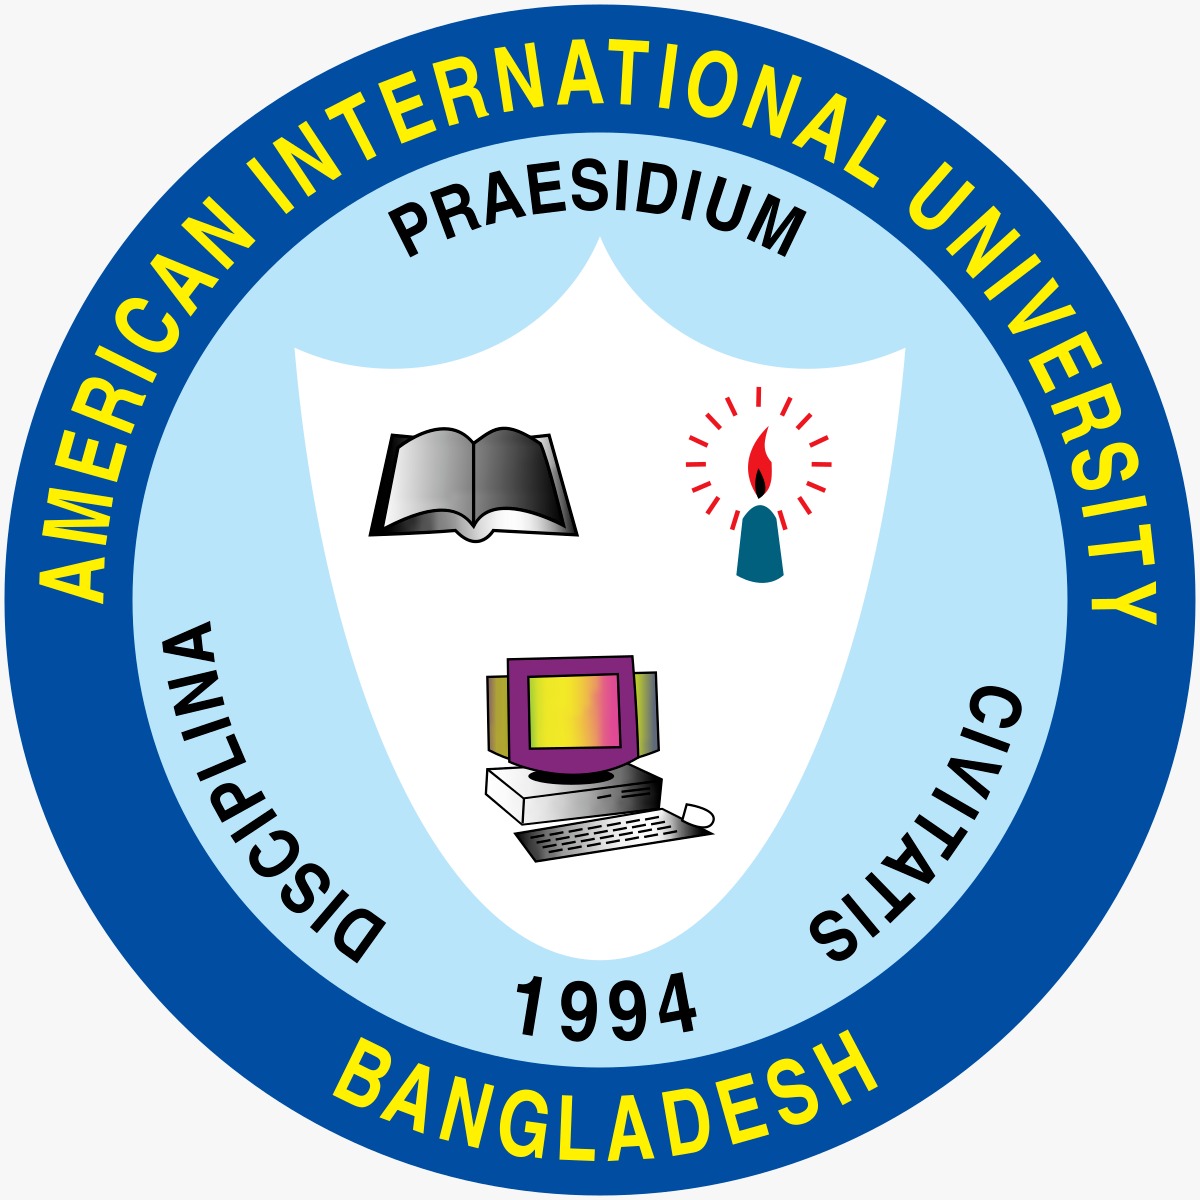 AMERICAN INTERNATIONAL UNIVERSITY
PRAESIDIUM
DISCIPLINA
CIVITATIS
1994
BANGLADESH